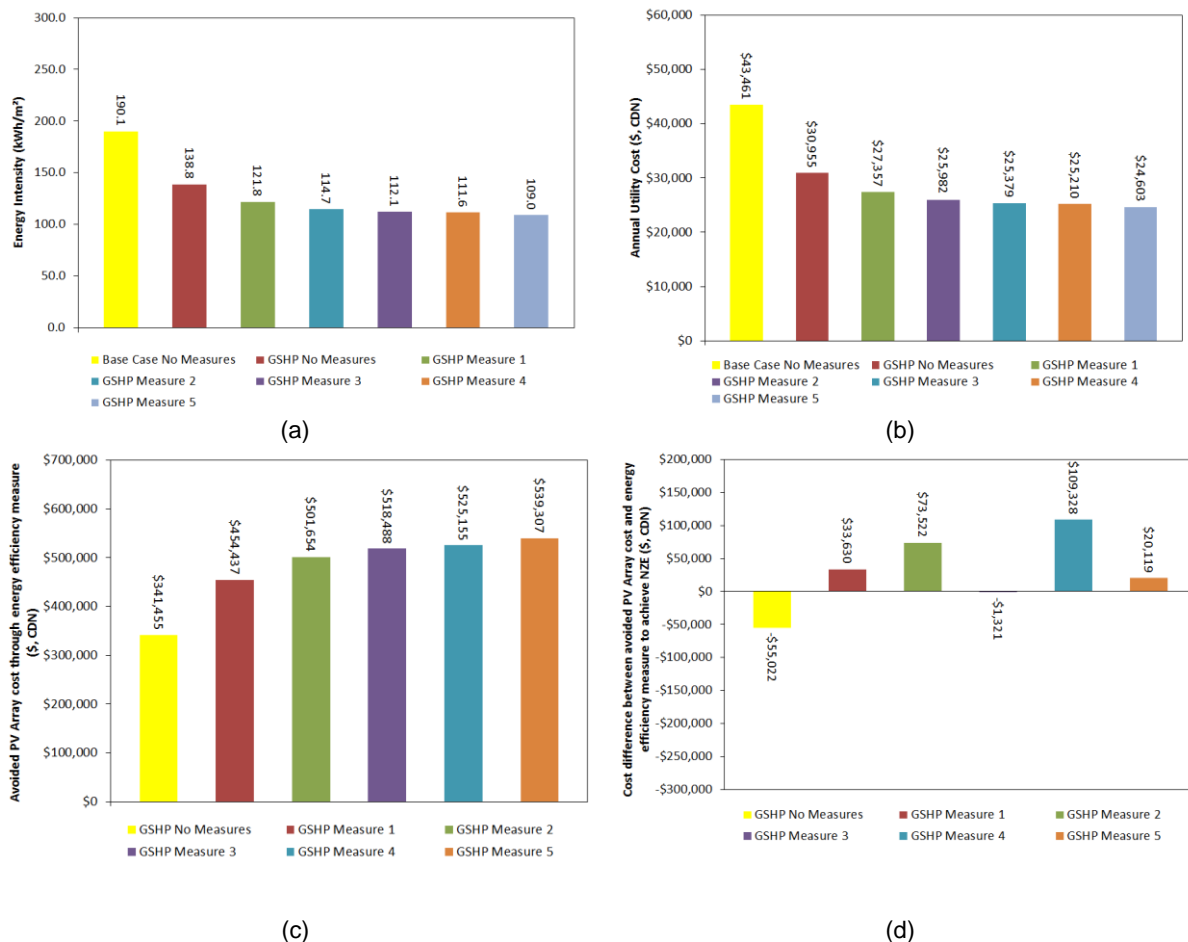 Energy Intensity (kWh/m²)
300.0
250.0
200.0
150.0
100.0
50.0
0.0
190.1
138.8
121.8
114.7
112.1
111.6
109.0
Base Case No Measures
GSHP No Measures
GSHP Measure 1
GSHP Measure 2
GSHP Measure 3
GSHP Measure 4
GSHP Measure 5
(a)
Annual Utility Cost ($, CDN)
$60,000
$50,000
$40,000
$30,000
$20,000
$10,000
$0
$43,461
$30,955
$27,357
$25,982
$25,379
$25,210
$24,603
Base Case No Measures
GSHP No Measures
GSHP Measure 1
GSHP Measure 2
GSHP Measure 3
GSHP Measure 4
GSHP Measure 5
(b)
Avoided PV Array cost through energy efficiency measure
($, CDN)
$700,000
$600,000
$500,000
$400,000
$300,000
$200,000
$100,000
$0
$341,455
$454,437
$501,654
$518,488
$525,155
$539,307
GSHP No Measures
GSHP Measure 1
GSHP Measure 2
GSHP Measure 3
GSHP Measure 4
GSHP Measure 5
(c)
Cost difference between avoided PV Array cost and energy
efficiency measure to achieve NZE ($, CDN)
$200,000
$150,000
$100,000
$50,000
$0
-$50,000
-$100,000
-$150,000
-$200,000
-$250,000
-$300,000
-$55,022
$33,630
$73,522
-$1,321
$109,328
$20,119
GSHP No Measures
GSHP Measure 1
GSHP Measure 2
GSHP Measure 3
GSHP Measure 4
GSHP Measure 5
(d)